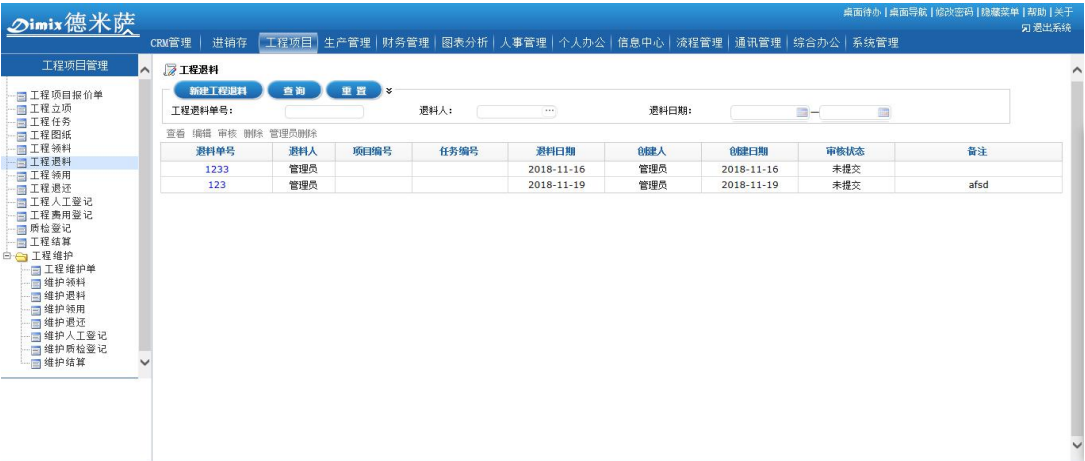 Dimix德米萨
桌面待办 | 桌面导航 | 修改密码 | 隐藏菜单 | 帮助 | 关于
退出系统
CRM管理 | 进销存 | 工程项目 | 生产管理 | 财务管理 | 图表分析 | 人事管理 | 个人办公 | 信息中心 | 流程管理 | 通讯管理 | 综合办公 | 系统管理
工程项目管理
工程项目报价单
工程立项
工程任务
工程图纸
工程领料
工程退料
工程领用
工程退还
工程人工登记
工程费用登记
质检登记
工程结算
工程维护
工程维护单
维护领料
维护退料
维护领用
维护退还
维护人工登记
维护质检登记
维护结算
工程退料
新建工程退料 查询 重置
工程退料单号: 退料人: ... 退料日期: —
查看 编辑 审核 删除 管理员删除
退料单号 退料人 项目编号 任务编号 退料日期 创建人 创建日期 审核状态 备注
1233 管理员 2018-11-16 管理员 2018-11-16 未提交
123 管理员 2018-11-19 管理员 2018-11-19 未提交 afsd